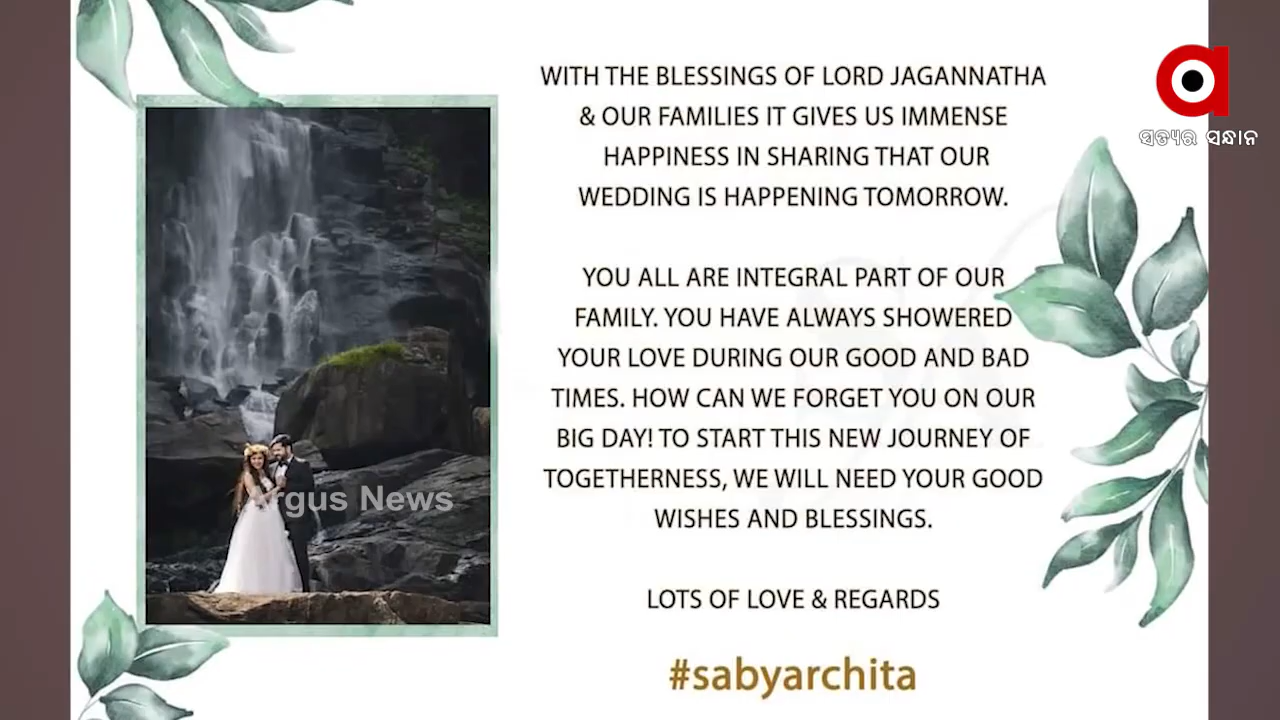 WITH THE BLESSINGS OF LORD JAGANNATHA
& OUR FAMILIES IT GIVES US IMMENSE
HAPPINESS IN SHARING THAT OUR
WEDDING IS HAPPENING TOMORROW.
YOU ALL ARE INTEGRAL PART OF OUR
FAMILY. YOU HAVE ALWAYS SHOWERED
YOUR LOVE DURING OUR GOOD AND BAD
TIMES. HOW CAN WE FORGET YOU ON OUR
BIG DAY! TO START THIS NEW JOURNEY OF
TOGETHERNESS, WE WILL NEED YOUR GOOD
WISHES AND BLESSINGS.
LOTS OF LOVE & REGARDS
#sabyarchita
Argus News
ସତ୍ୟର ସନ୍ଧାନ